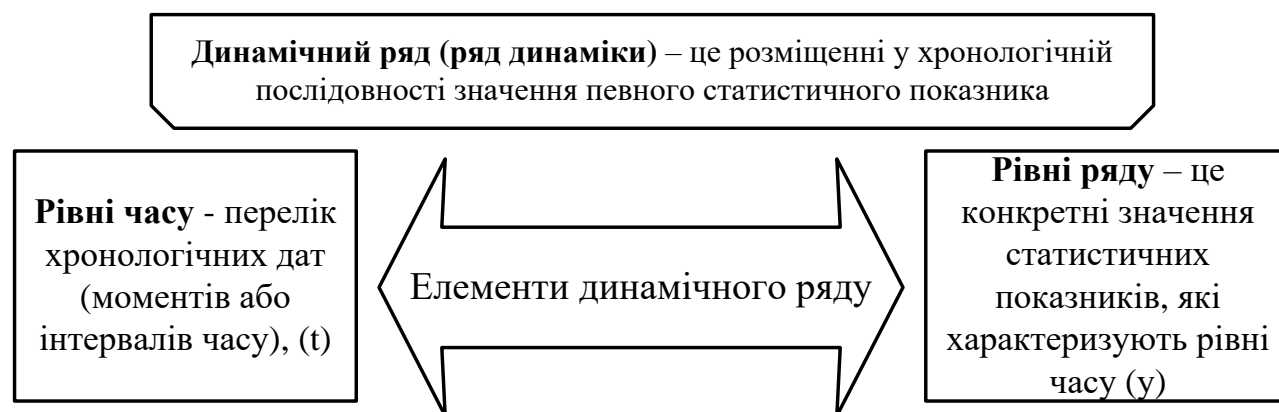 Динамічний ряд (ряд динаміки) – це розміщенні у хронологічній
послідовності значення певного статистичного показника
Рівні часу - перелік
хронологічних дат
(моментів або
інтервалів часу), (t)
Елементи динамічного ряду
Рівні ряду – це
конкретні значення
статистичних
показників, які
характеризують рівні
часу (y)